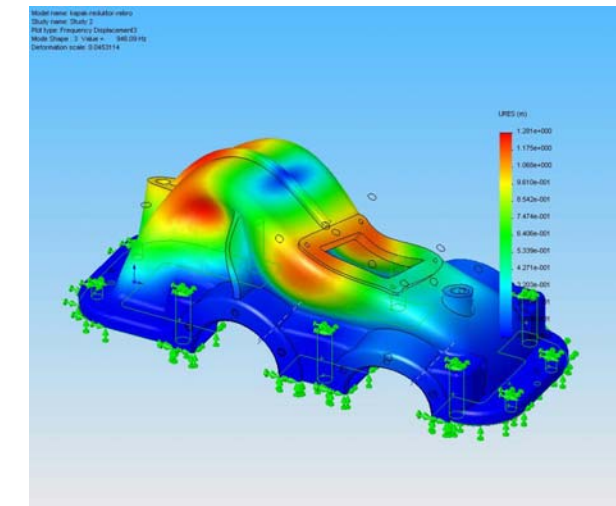 Model name: kapak-reduktor-rebro
Study name: Study 2
Plot type: Frequency Displacement3
Mode Shape : 3 Value = 946.09 Hz
Deformation scale: 0.0453114
URES (m)
1.281e+000
1.175e+000
1.068e+000
9.610e-001
8.542e-001
7.474e-001
6.406e-001
5.339e-001
4.271e-001